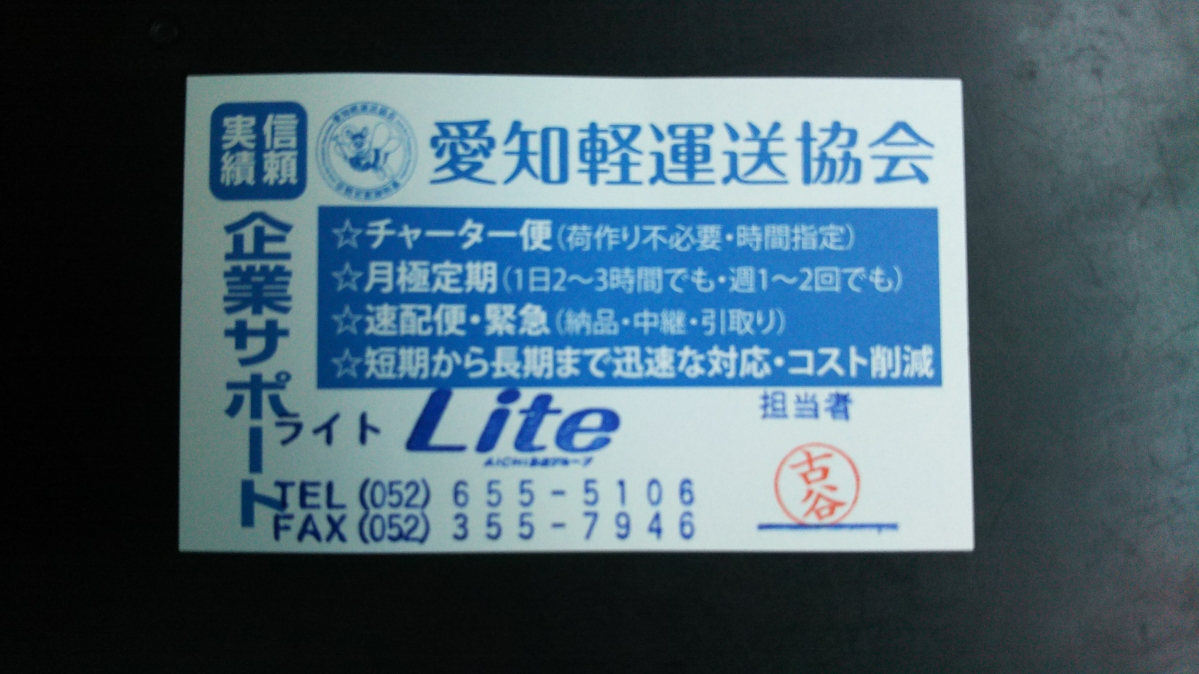 信頼
実績
愛知軽運送協会
企業サポート
☆チャーター便(荷作り不必要・時間指定)
☆月極定期(1日2～3時間でも・週1～2回でも)
☆速配便・緊急(納品・中継・引取り)
☆短期から長期まで迅速な対応・コスト削減
ライト Lite
担当者
古谷
TEL (052) 655-5106
FAX (052) 355-7946